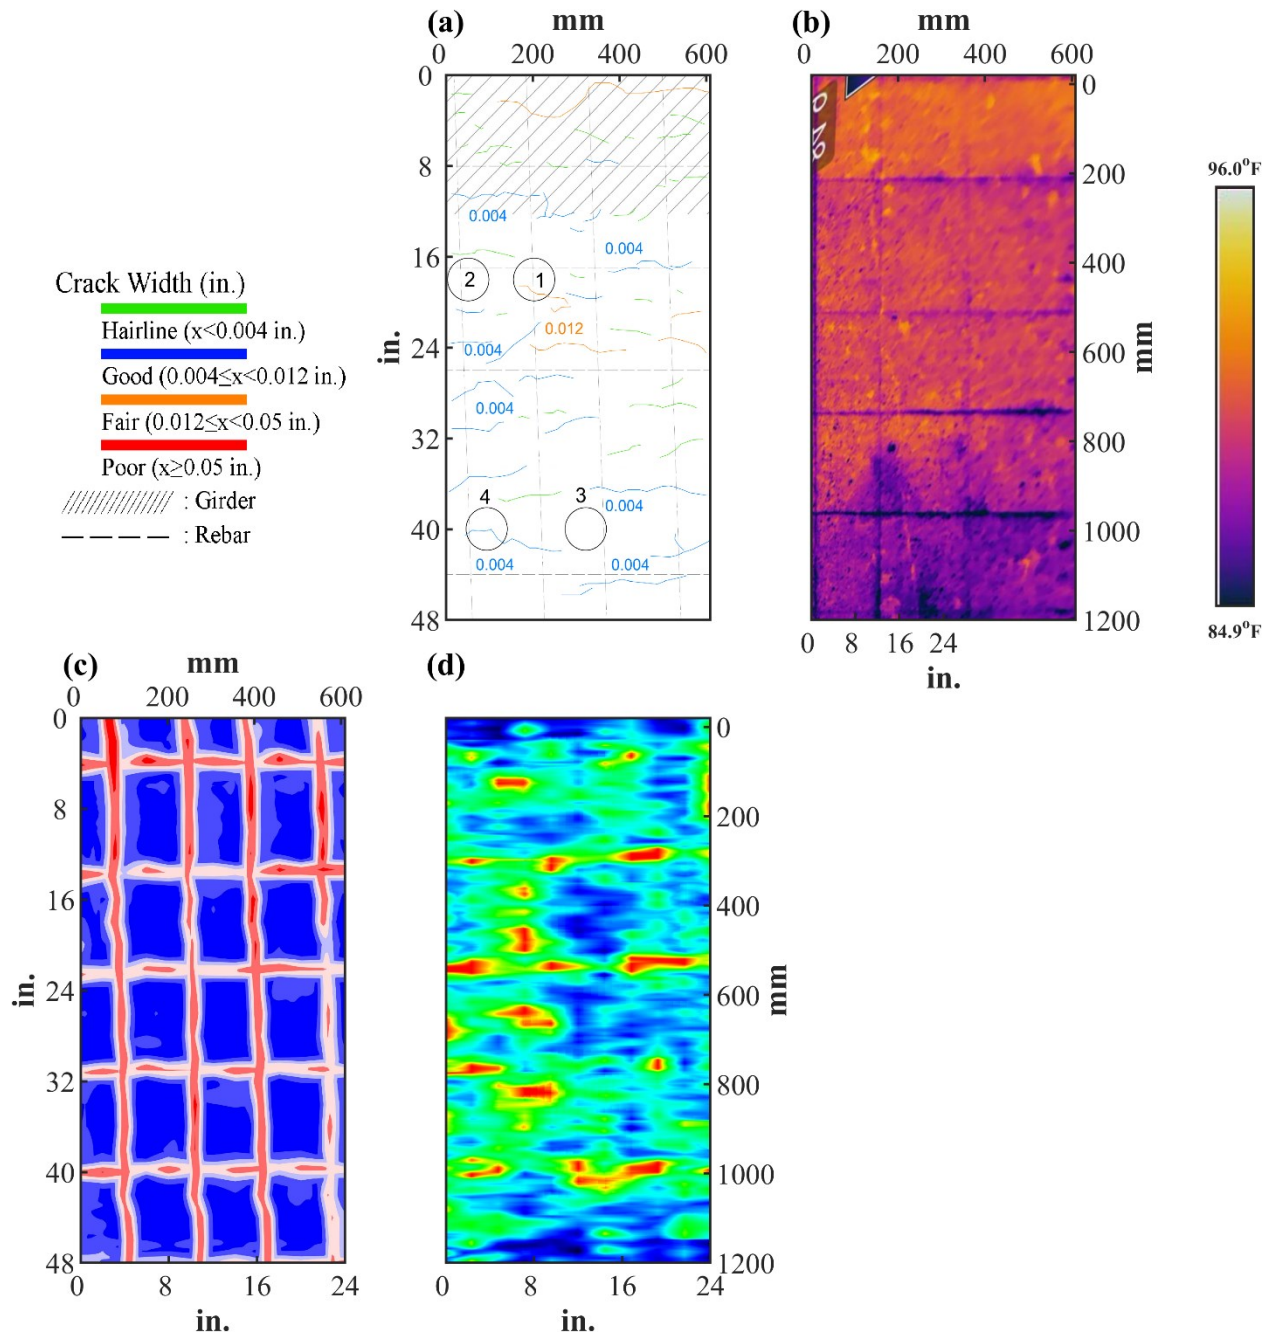 (a)
mm
0 200 400 600
0
8
16
24
32
40
48
in.
0.004
0.004
2
1
0.012
0.004
0.004
4
3
0.004
0.004
0.004
(b)
mm
0 200 400 600
0
200
400
600
800
1000
1200
mm
0 8 16 24
in.
96.0°F
84.9°F
Crack Width (in.)
Hairline (x<0.004 in.)
Good (0.004≤x<0.012 in.)
Fair (0.012≤x<0.05 in.)
Poor (x≥0.05 in.)
: Girder
: Rebar
(c)
mm
0 200 400 600
0
8
16
24
32
40
48
in.
0 8 16 24
in.
(d)
0
200
400
600
800
1000
1200
mm
0 8 16 24
in.